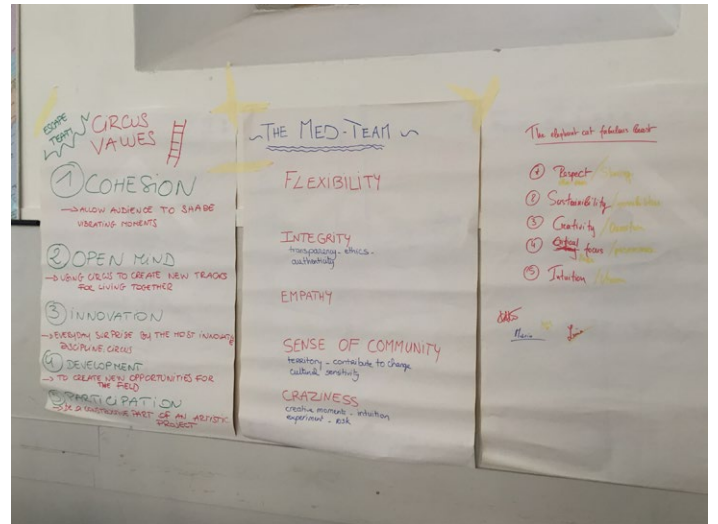 ESCAPE
TEAM
CIRCUS
VALUES
1 COHESION
→ ALLOW AUDIENCE TO SHARE
VIBRATING MOMENTS
2 OPEN MIND
→ USING CIRCUS TO CREATE NEW TRACKS
FOR LIVING TOGETHER
3 INNOVATION
→ EVERYDAY SURPRISE BY THE MOST INNOVATIVE
DISCIPLINE, CIRCUS
4 DEVELOPMENT
→ TO CREATE NEW OPPORTUNITIES FOR
THE FIELD
5 PARTICIPATION
PART OF AN ARTISTIC
PROJECT
THE MED-TEAM
FLEXIBILITY
INTEGRITY
transparency - ethics -
authenticity
EMPATHY
SENSE OF COMMUNITY
territory - contribute to change
cultural sensitivity
CRAZINESS
creative moments - intuition
experiment - risk
The elephant cat fabulous Beast
1 Respect
2 Sustainability
3 Creativity
4 focus
5 Intuition